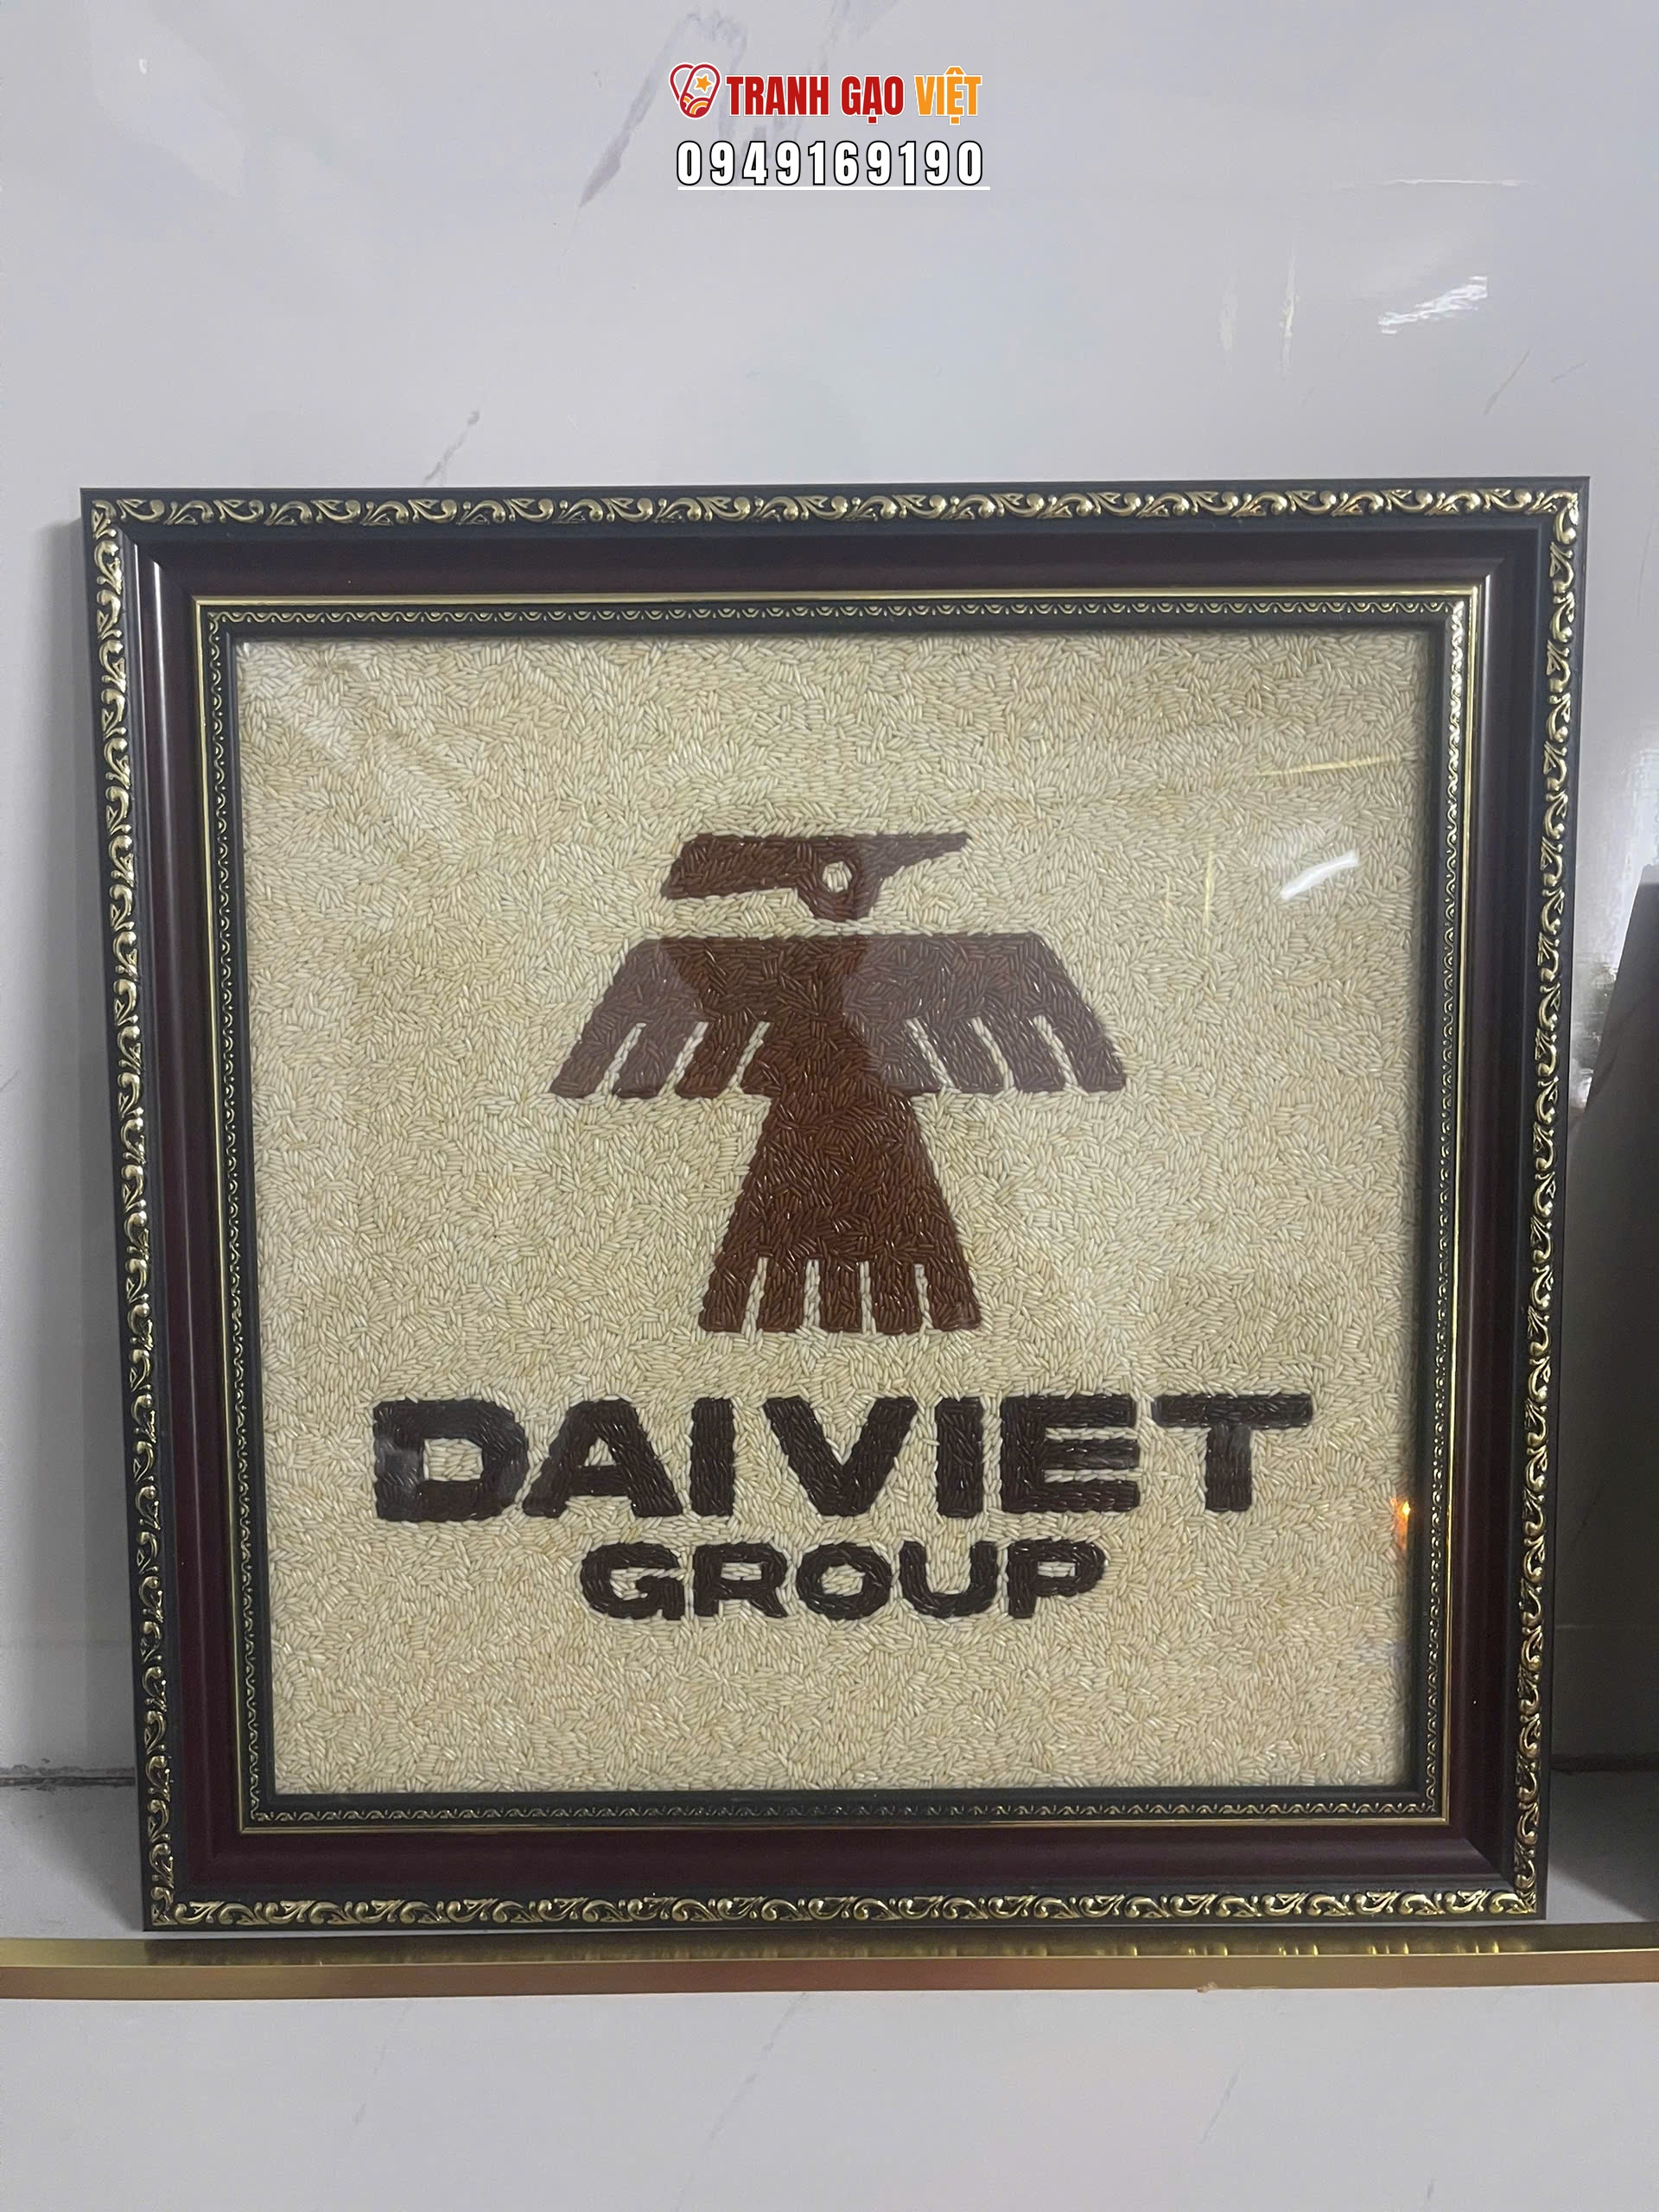 TRANH GẠO VIỆT
0949169190
DAIVIET
GROUP